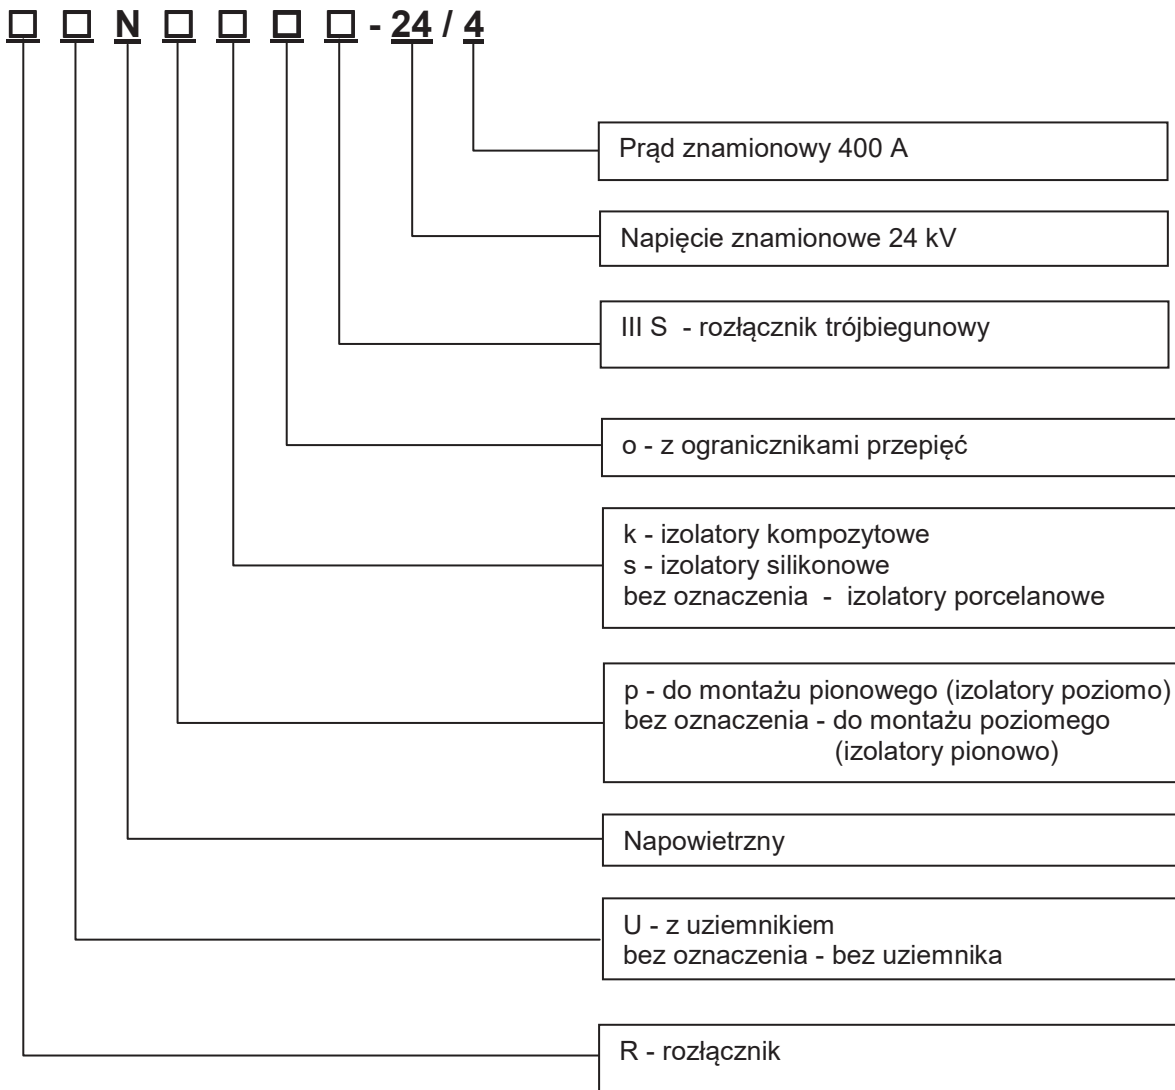 □ □ N □ □ □ □ - 24 / 4
Prąd znamionowy 400 A
Napięcie znamionowe 24 kV
III S - rozłącznik trójbiegunowy
o - z ogranicznikami przepięć
k - izolatory kompozytowe
s - izolatory silikonowe
bez oznaczenia - izolatory porcelanowe
p - do montażu pionowego (izolatory poziomo)
bez oznaczenia - do montażu poziomego
(izolatory pionowo)
Napowietrzny
U - z uziemnikiem
bez oznaczenia - bez uziemnika
R - rozłącznik